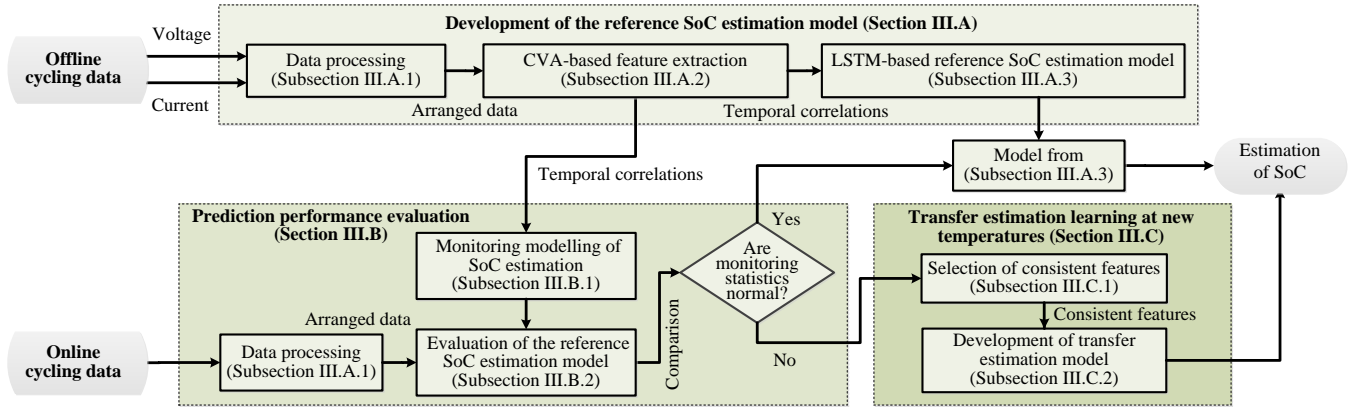 Development of the reference SoC estimation model (Section III.A)
Voltage
Offline
cycling data
Current
Data processing
(Subsection III.A.1)
Arranged data
CVA-based feature extraction
(Subsection III.A.2)
Temporal correlations
LSTM-based reference SoC estimation model
(Subsection III.A.3)
Temporal correlations
Model from
(Subsection III.A.3)
Estimation
of SoC
Prediction performance evaluation
(Section III.B)
Monitoring modelling of
SoC estimation
(Subsection III.B.1)
Online
cycling data
Data processing
(Subsection III.A.1)
Arranged data
Evaluation of the reference
SoC estimation model
(Subsection III.B.2)
Comparison
Are
monitoring
statistics
normal?
Yes
No
Transfer estimation learning at new
temperatures (Section III.C)
Selection of consistent features
(Subsection III.C.1)
Consistent features
Development of transfer
estimation model
(Subsection III.C.2)